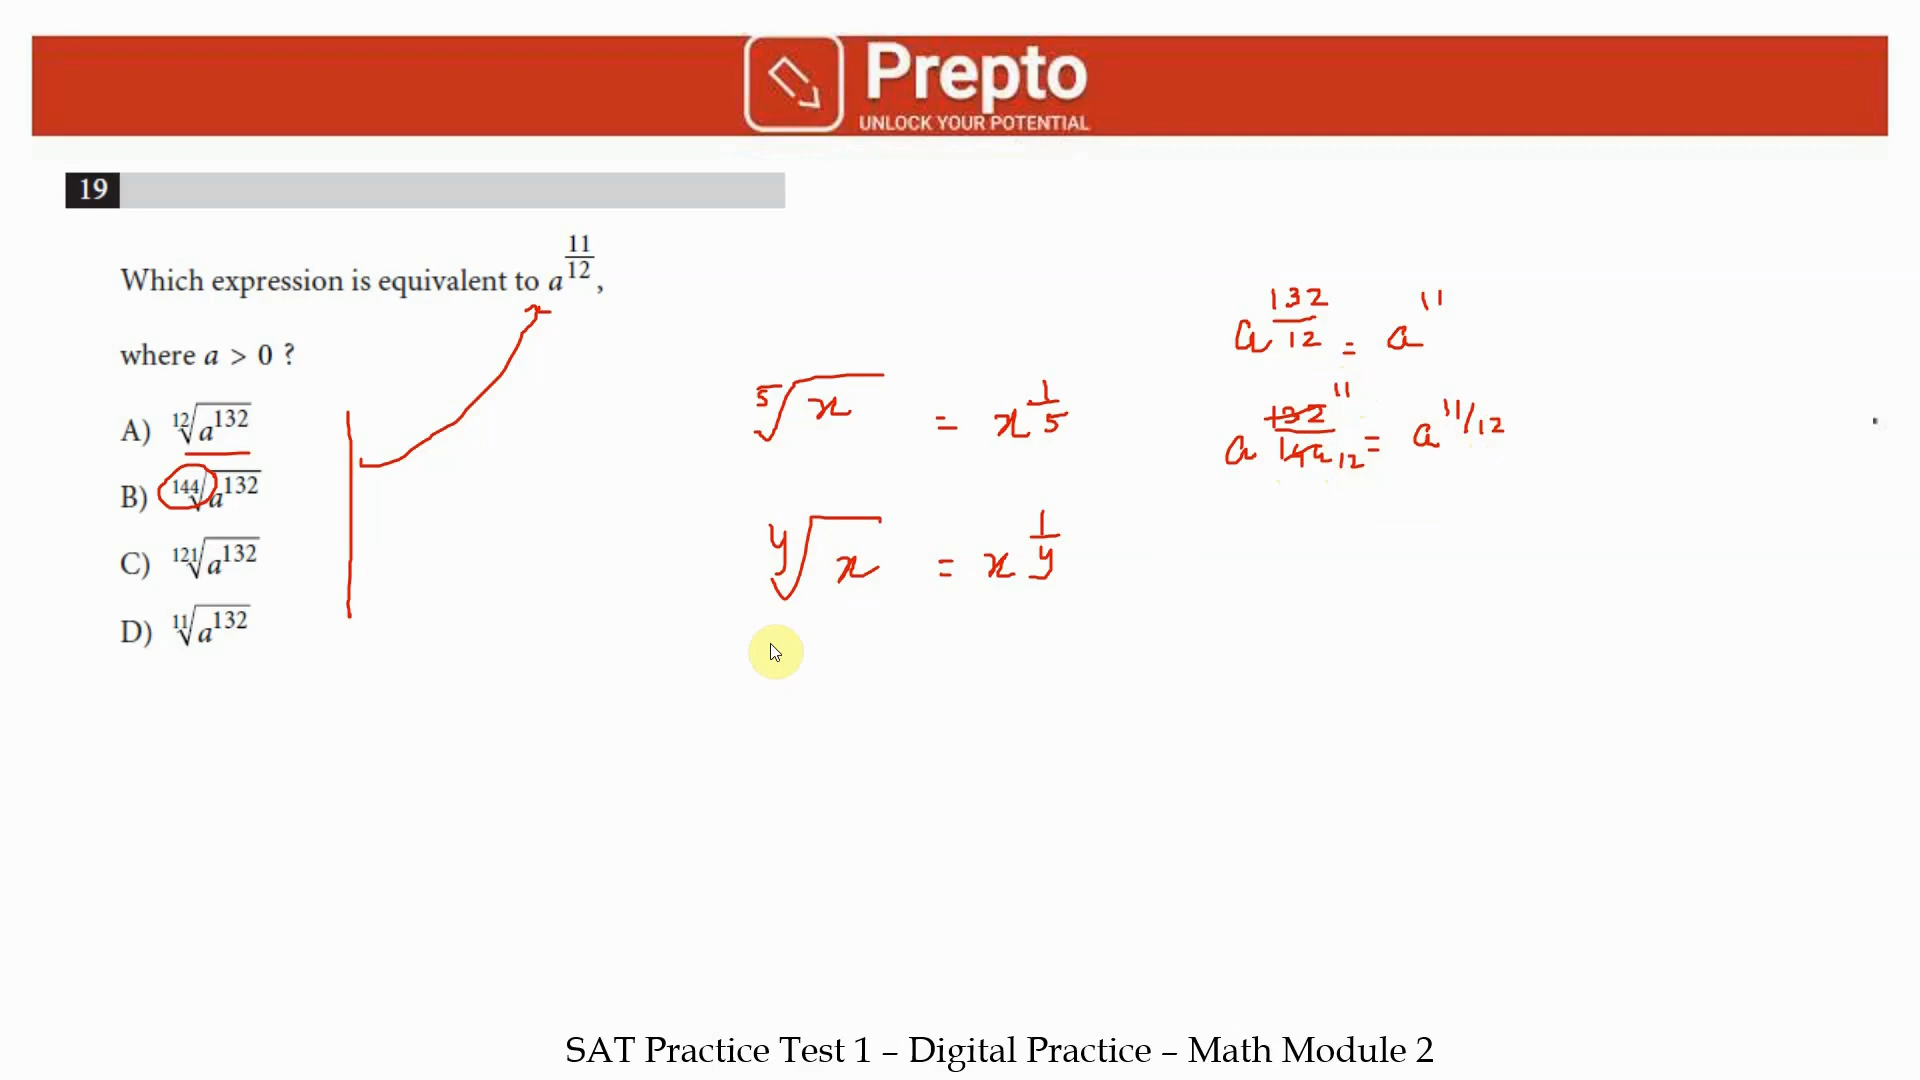 Prepto
UNLOCK YOUR POTENTIAL
19
Which expression is equivalent to a^(11/12),
where a > 0 ?
A) ¹²√a¹³²
B) ¹⁴⁴√a¹³²
C) ¹²¹√a¹³²
D) ¹¹√a¹³²
⁵√x = x^(1/5)
ʸ√x = x^(1/y)
a^(132/12) = a¹¹
a^(132/144) 11 12 = a^(11/12)
SAT Practice Test 1 – Digital Practice – Math Module 2